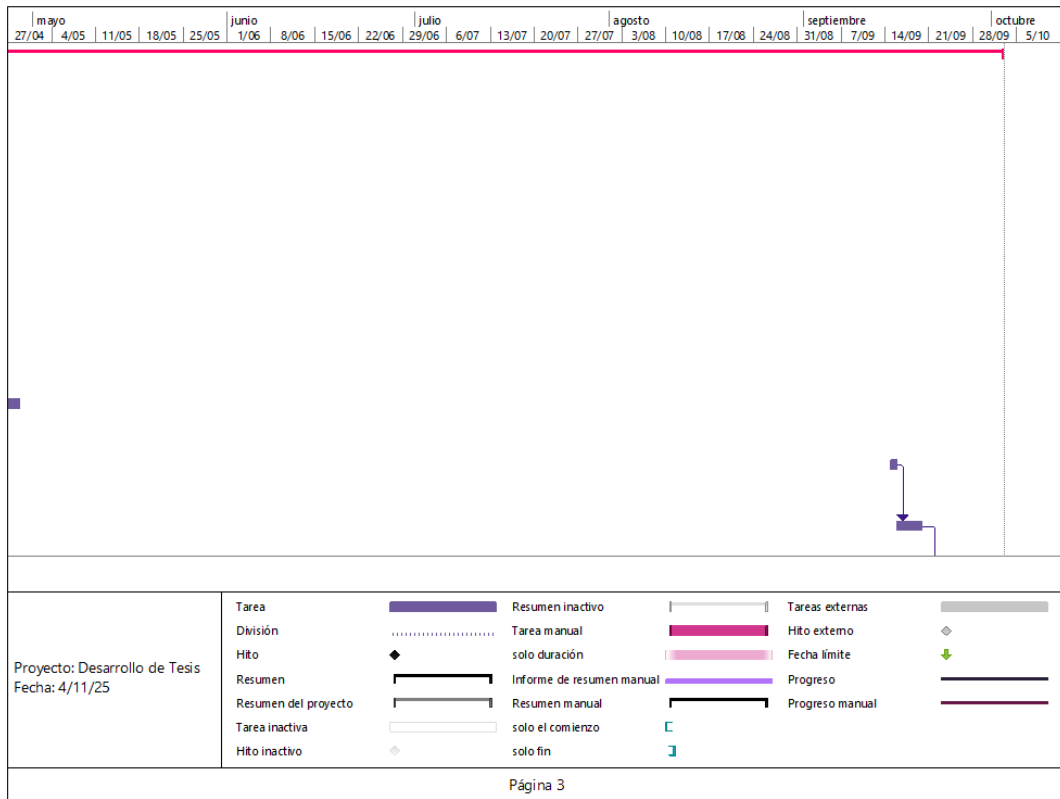 mayo junio julio agosto septiembre octubre
27/04 4/05 11/05 18/05 25/05 1/06 8/06 15/06 22/06 29/06 6/07 13/07 20/07 27/07 3/08 10/08 17/08 24/08 31/08 7/09 14/09 21/09 28/09 5/10
Proyecto: Desarrollo de Tesis
Fecha: 4/11/25
Tarea
División
Hito
Resumen
Resumen del proyecto
Tarea inactiva
Hito inactivo
Resumen inactivo
Tarea manual
solo duración
Informe de resumen manual
Resumen manual
solo el comienzo
solo fin
Tareas externas
Hito externo
Fecha límite
Progreso
Progreso manual
Página 3